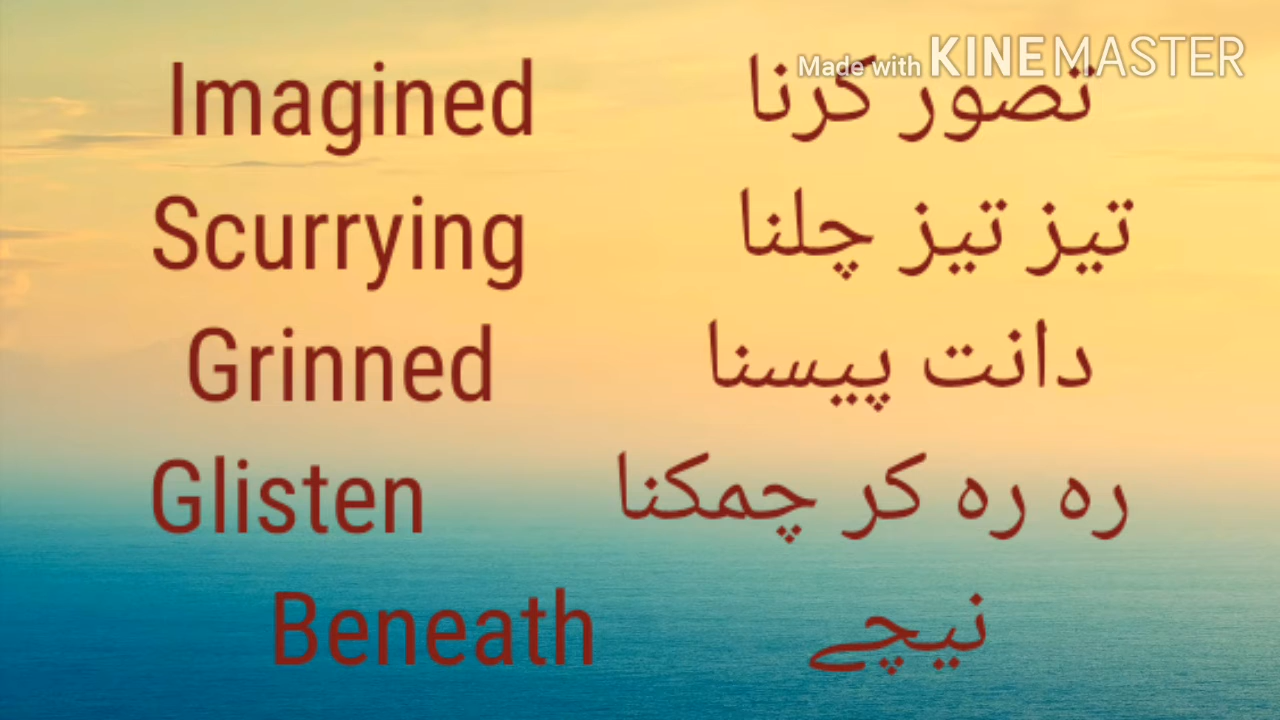 Made with KINEMASTER
Imagined تصور کرنا
Scurrying تیز تیز چلنا
Grinned دانت پیسنا
Glisten رہ رہ کر چمکنا
Beneath نیچے